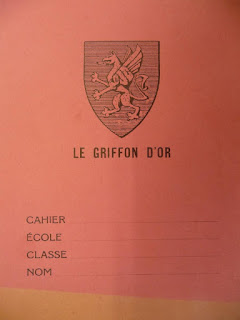 LE GRIFFON D'OR
CAHIER
ÉCOLE
CLASSE
NOM